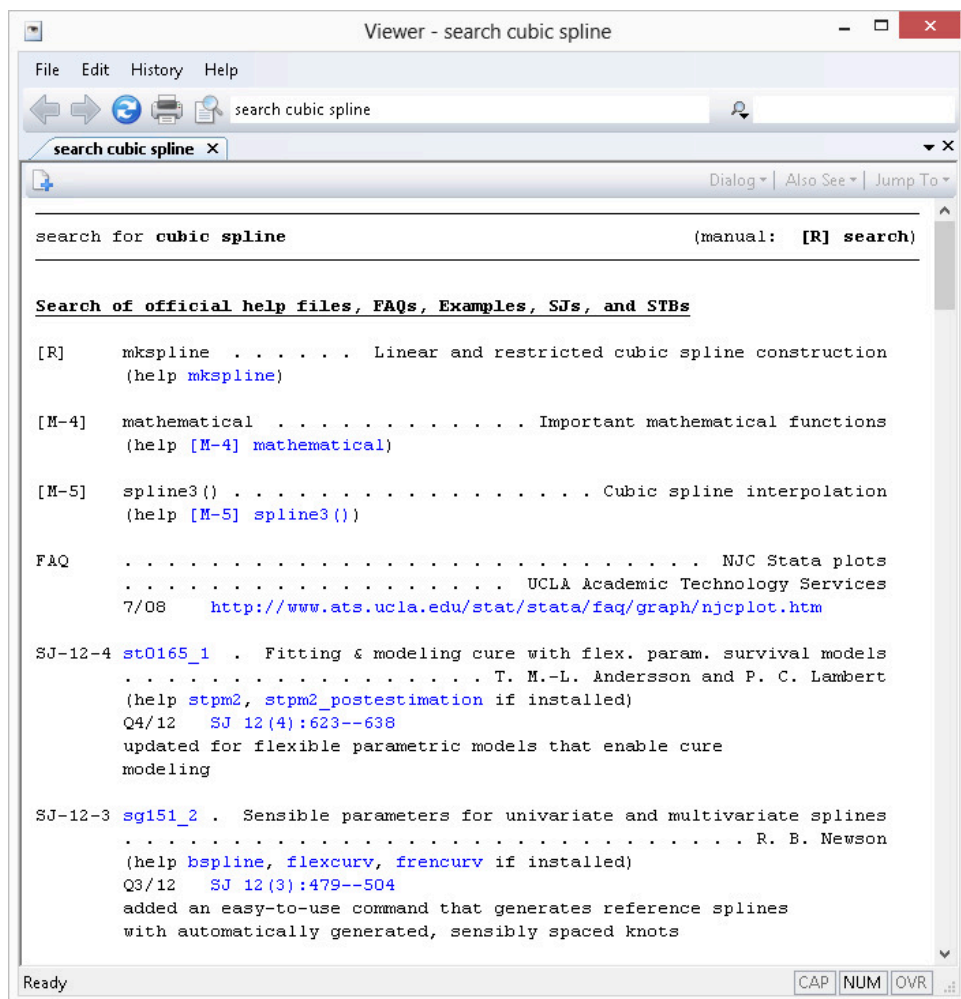 Viewer - search cubic spline
File Edit History Help
search cubic spline
search cubic spline
Dialog Also See Jump To
search for cubic spline (manual: [R] search)
Search of official help files, FAQs, Examples, SJs, and STBs
[R] mkspline . . . . . . Linear and restricted cubic spline construction
(help mkspline)
[M-4] mathematical . . . . . . . . . . . . . Important mathematical functions
(help [M-4] mathematical)
[M-5] spline3() . . . . . . . . . . . . . . . . . . . Cubic spline interpolation
(help [M-5] spline3())
FAQ . . . . . . . . . . . . . . . . . . . . . . . . . . . . . . NJC Stata plots
. . . . . . . . . . . . . . . . . . . . UCLA Academic Technology Services
7/08 http://www.ats.ucla.edu/stat/stata/faq/graph/njcplot.htm
SJ-12-4 st0165_1 . Fitting & modeling cure with flex. param. survival models
. . . . . . . . . . . . . . . . . . . T. M.-L. Andersson and P. C. Lambert
(help stpm2, stpm2_postestimation if installed)
Q4/12 SJ 12(4):623--638
updated for flexible parametric models that enable cure
modeling
SJ-12-3 sg151_2 . Sensible parameters for univariate and multivariate splines
. . . . . . . . . . . . . . . . . . . . . . . . . . . . . . . . R. B. Newson
(help bspline, flexcurv, frencurv if installed)
Q3/12 SJ 12(3):479--504
added an easy-to-use command that generates reference splines
with automatically generated, sensibly spaced knots
Ready CAP NUM OVR